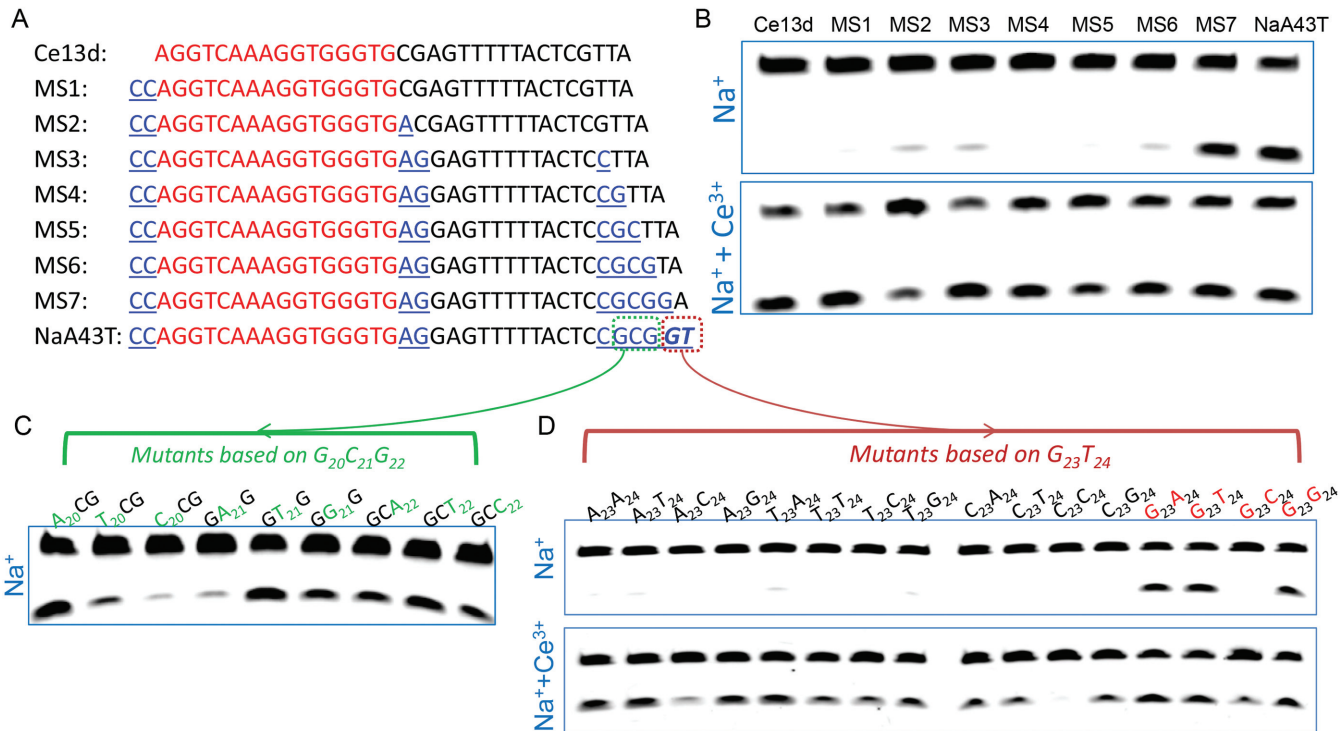 A
Ce13d: AGGTCAAAGGTGGGTGCGAGTTTTTACTCGTTA
MS1: CCAGGTCAAAGGTGGGTGCGAGTTTTTACTCGTTA
MS2: CCAGGTCAAAGGTGGGTGACGAGTTTTTACTCGTTA
MS3: CCAGGTCAAAGGTGGGTGAGGAGTTTTTACTCCTTA
MS4: CCAGGTCAAAGGTGGGTGAGGAGTTTTTACTCCGTTA
MS5: CCAGGTCAAAGGTGGGTGAGGAGTTTTTACTCCGCTTA
MS6: CCAGGTCAAAGGTGGGTGAGGAGTTTTTACTCCGCGTA
MS7: CCAGGTCAAAGGTGGGTGAGGAGTTTTTACTCCGCGGA
NaA43T: CCAGGTCAAAGGTGGGTGAGGAGTTTTTACTCCGCGGT
B
Ce13d MS1 MS2 MS3 MS4 MS5 MS6 MS7 NaA43T
Na⁺
Na⁺ + Ce³⁺
C
Mutants based on G₂₀C₂₁G₂₂
A₂₀CG T₂₀CG C₂₀CG GA₂₁G GT₂₁G GG₂₁G GCA₂₂ GCT₂₂ GCC₂₂
Na⁺
D
Mutants based on G₂₃T₂₄
A₂₃A₂₄ A₂₃T₂₄ A₂₃C₂₄ A₂₃G₂₄ T₂₃A₂₄ T₂₃T₂₄ T₂₃C₂₄ T₂₃G₂₄ C₂₃A₂₄ C₂₃T₂₄ C₂₃C₂₄ C₂₃G₂₄ G₂₃A₂₄ G₂₃T₂₄ G₂₃C₂₄ G₂₃G₂₄
Na⁺
Na⁺+Ce³⁺